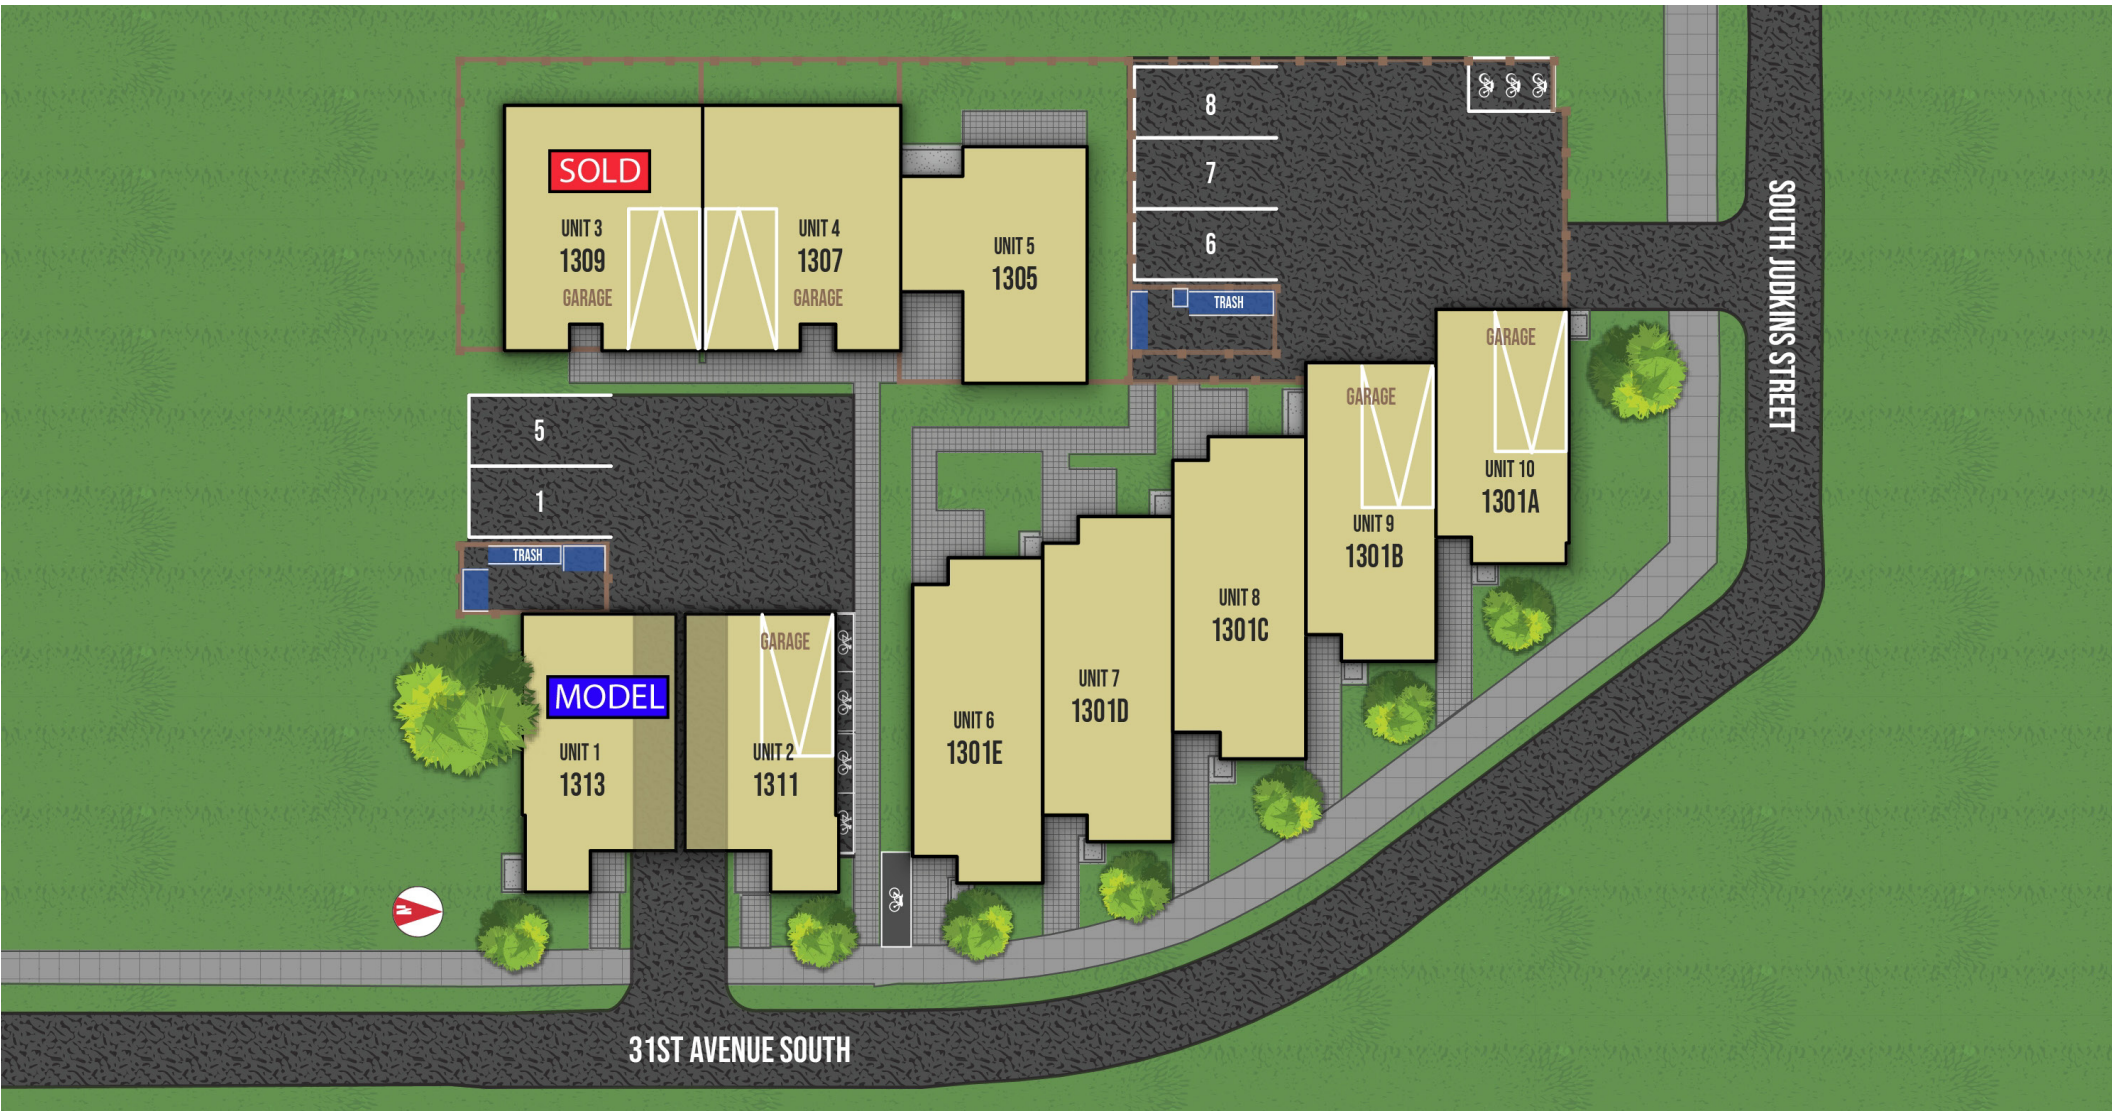 SOLD
UNIT 3
1309
GARAGE
UNIT 4
1307
GARAGE
UNIT 5
1305
8
7
6
TRASH
SOUTH JUDKINS STREET
GARAGE
UNIT 10
1301A
GARAGE
UNIT 9
1301B
5
1
TRASH
UNIT 8
1301C
UNIT 7
1301D
UNIT 6
1301E
MODEL
UNIT 1
1313
GARAGE
UNIT 2
1311
N
31ST AVENUE SOUTH